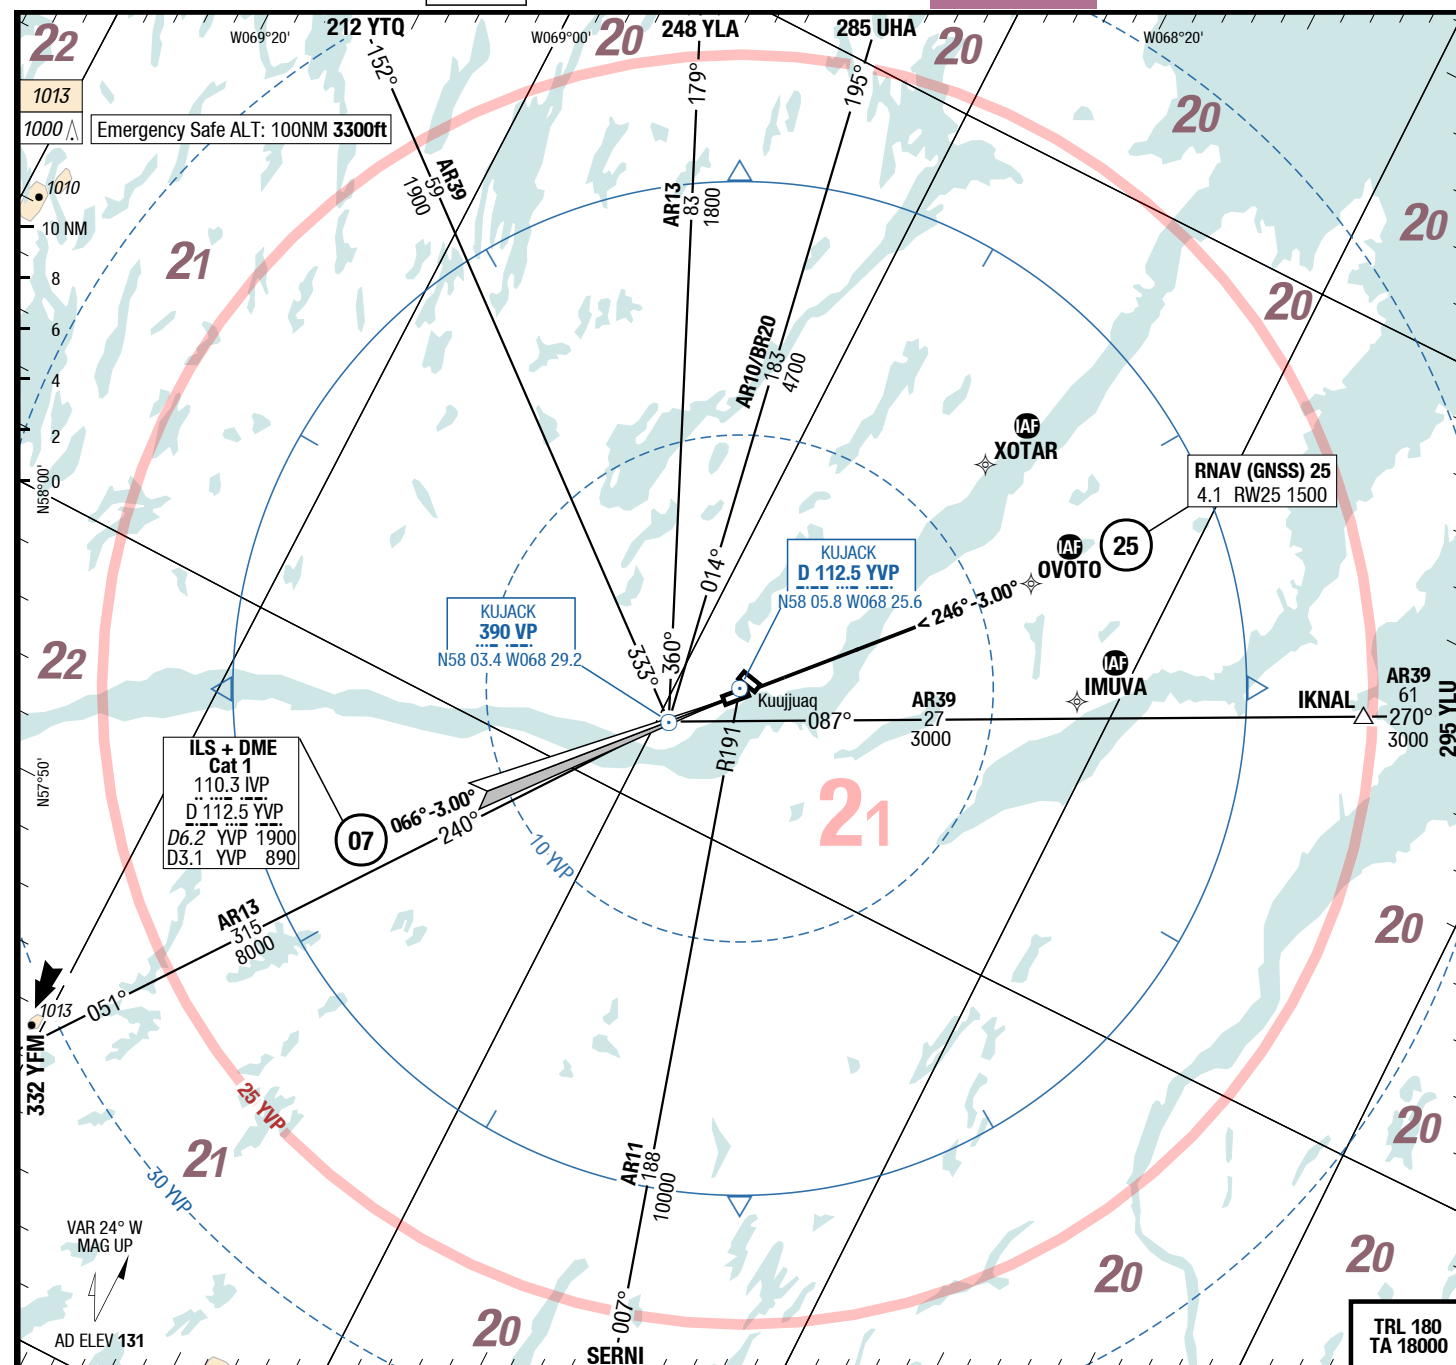 22
W069°20'
212 YTQ
W069°00'
20
248 YLA
285 UHA
20
W068°20'
152°
179°
195°
1013
1000
Emergency Safe ALT: 100NM 3300ft
20
1010
AR39
59
1900
AR13
83
1800
10 NM
8
6
4
2
0
21
20
20
AR10/BR20
183
4700
N58°00'
IAF
XOTAR
RNAV (GNSS) 25
4.1 RW25 1500
IAF
OVOTO
25
KUJACK
D 112.5 YVP
N58 05.8 W068 25.6
014°
< 246°-3.00°
KUJACK
390 VP
N58 03.4 W068 29.2
333°
360°
22
IAF
IMUVA
Kuujjuaq
087°
AR39
27
3000
IKNAL
AR39
61
270°
3000
295 YLU
R191
ILS + DME
Cat 1
110.3 IVP
D 112.5 YVP
D6.2 YVP 1900
D3.1 YVP 890
N57°50'
07
066°-3.00°
240°
21
10 YVP
AR13
315
8000
20
051°
1013
332 YFM
25 YVP
21
30 YVP
AR11
188
10000
20
VAR 24° W
MAG UP
20
20
AD ELEV 131
20
007°
SERNI
TRL 180
TA 18000